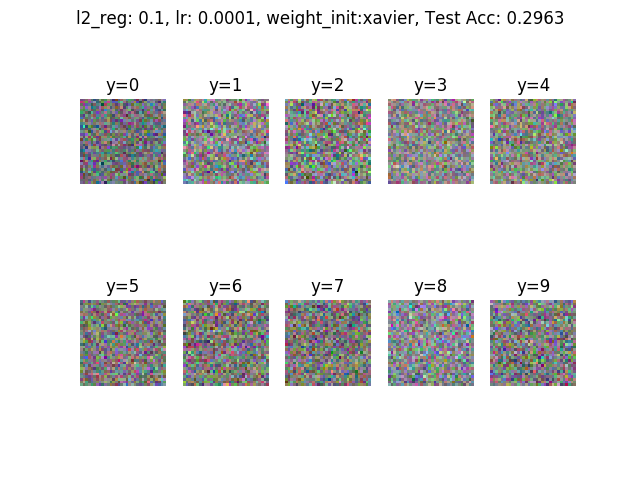 l2_reg: 0.1, lr: 0.0001, weight_init:xavier, Test Acc: 0.2963
y=0 y=1 y=2 y=3 y=4
y=5 y=6 y=7 y=8 y=9